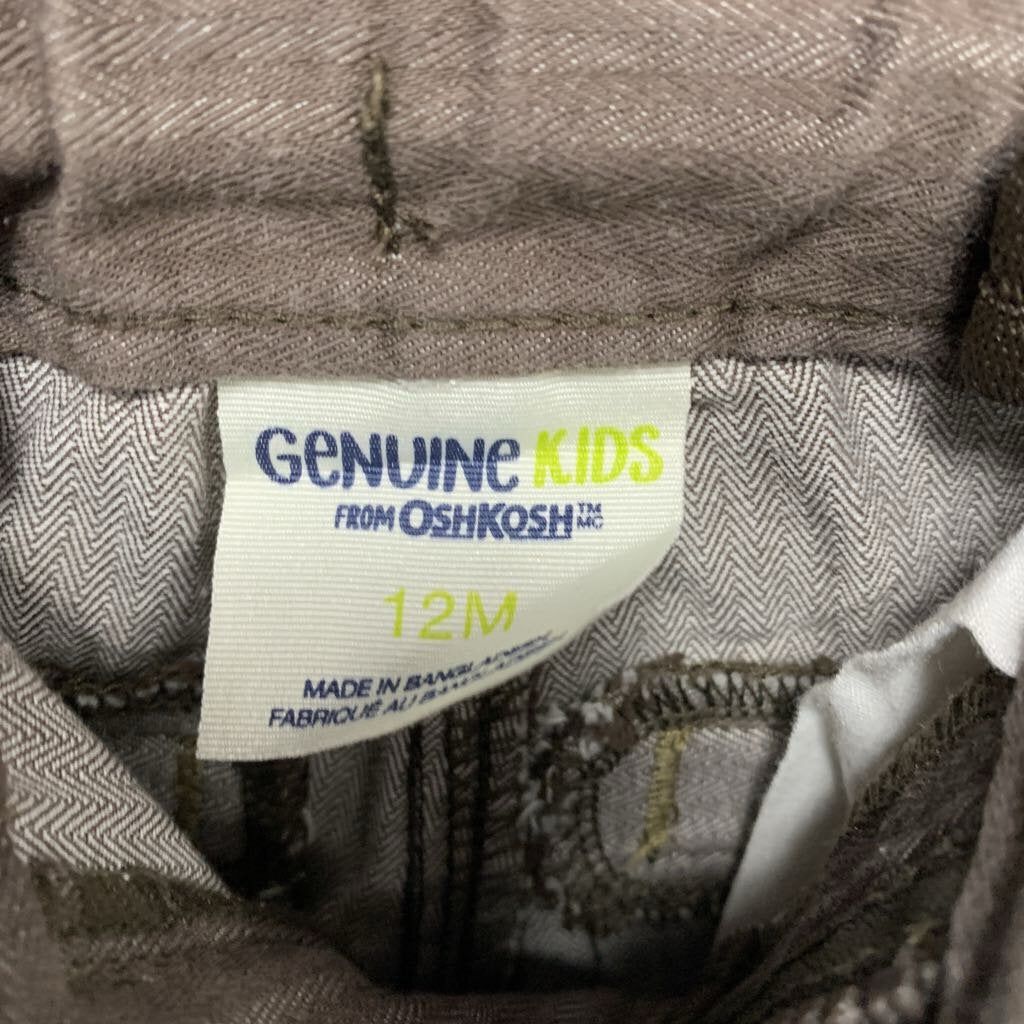 GENUINE KIDS
FROM OSHKOSH TM MC
12M
MADE IN BANGLADESH
FABRIQUÉ AU BANGLADESH